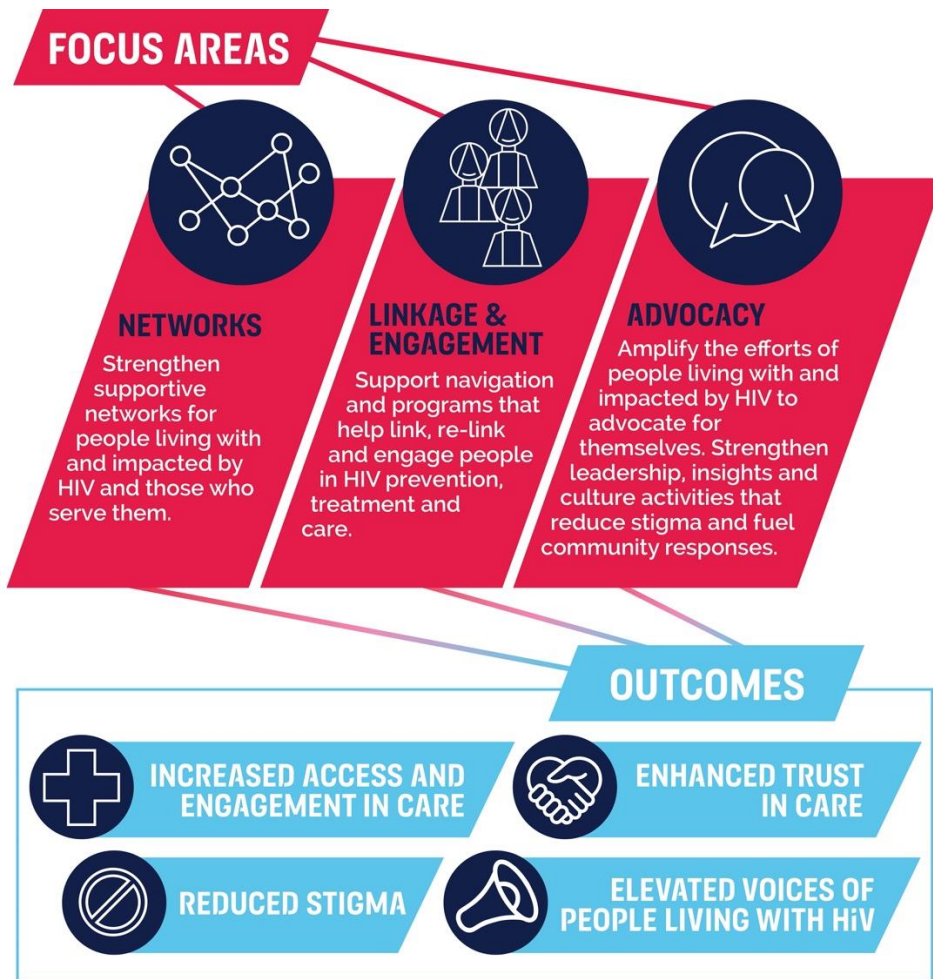 FOCUS AREAS
NETWORKS
Strengthen
supportive
networks for
people living with
and impacted by
HIV and those who
serve them.
LINKAGE &
ENGAGEMENT
Support navigation
and programs that
help link, re-link
and engage people
in HIV prevention,
treatment and
care.
ADVOCACY
Amplify the efforts of
people living with and
impacted by HIV to
advocate for
themselves. Strengthen
leadership, insights and
culture activities that
reduce stigma and fuel
community responses.
OUTCOMES
INCREASED ACCESS AND
ENGAGEMENT IN CARE
ENHANCED TRUST
IN CARE
REDUCED STIGMA
ELEVATED VOICES OF
PEOPLE LIVING WITH HiV